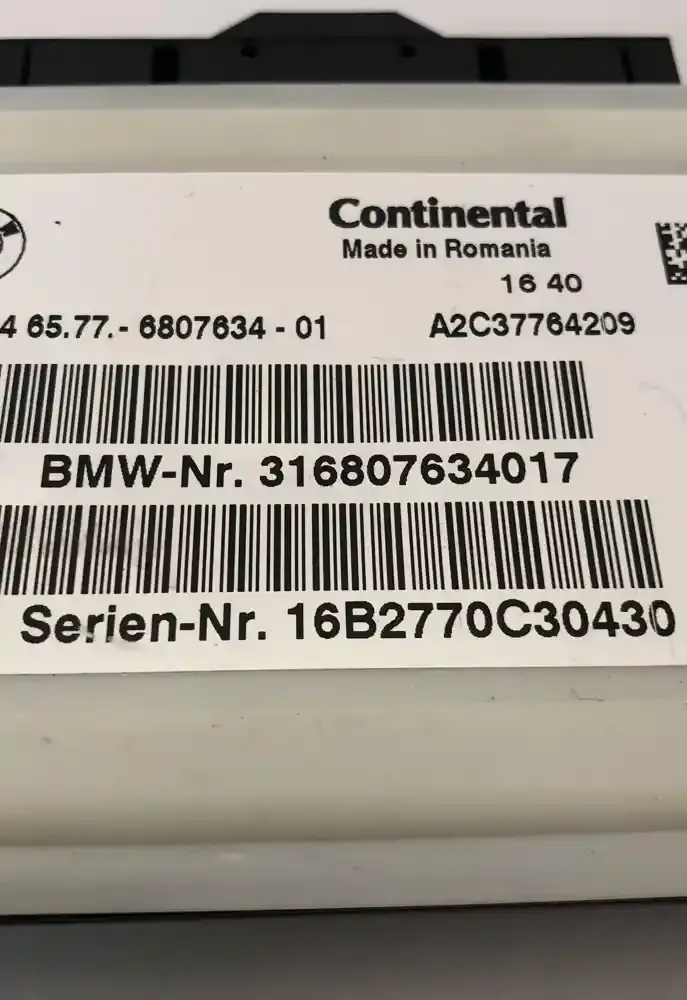 Continental
Made in Romania
16 40
4 65.77.- 6807634 - 01 A2C37764209
BMW-Nr. 316807634017
Serien-Nr. 16B2770C30430